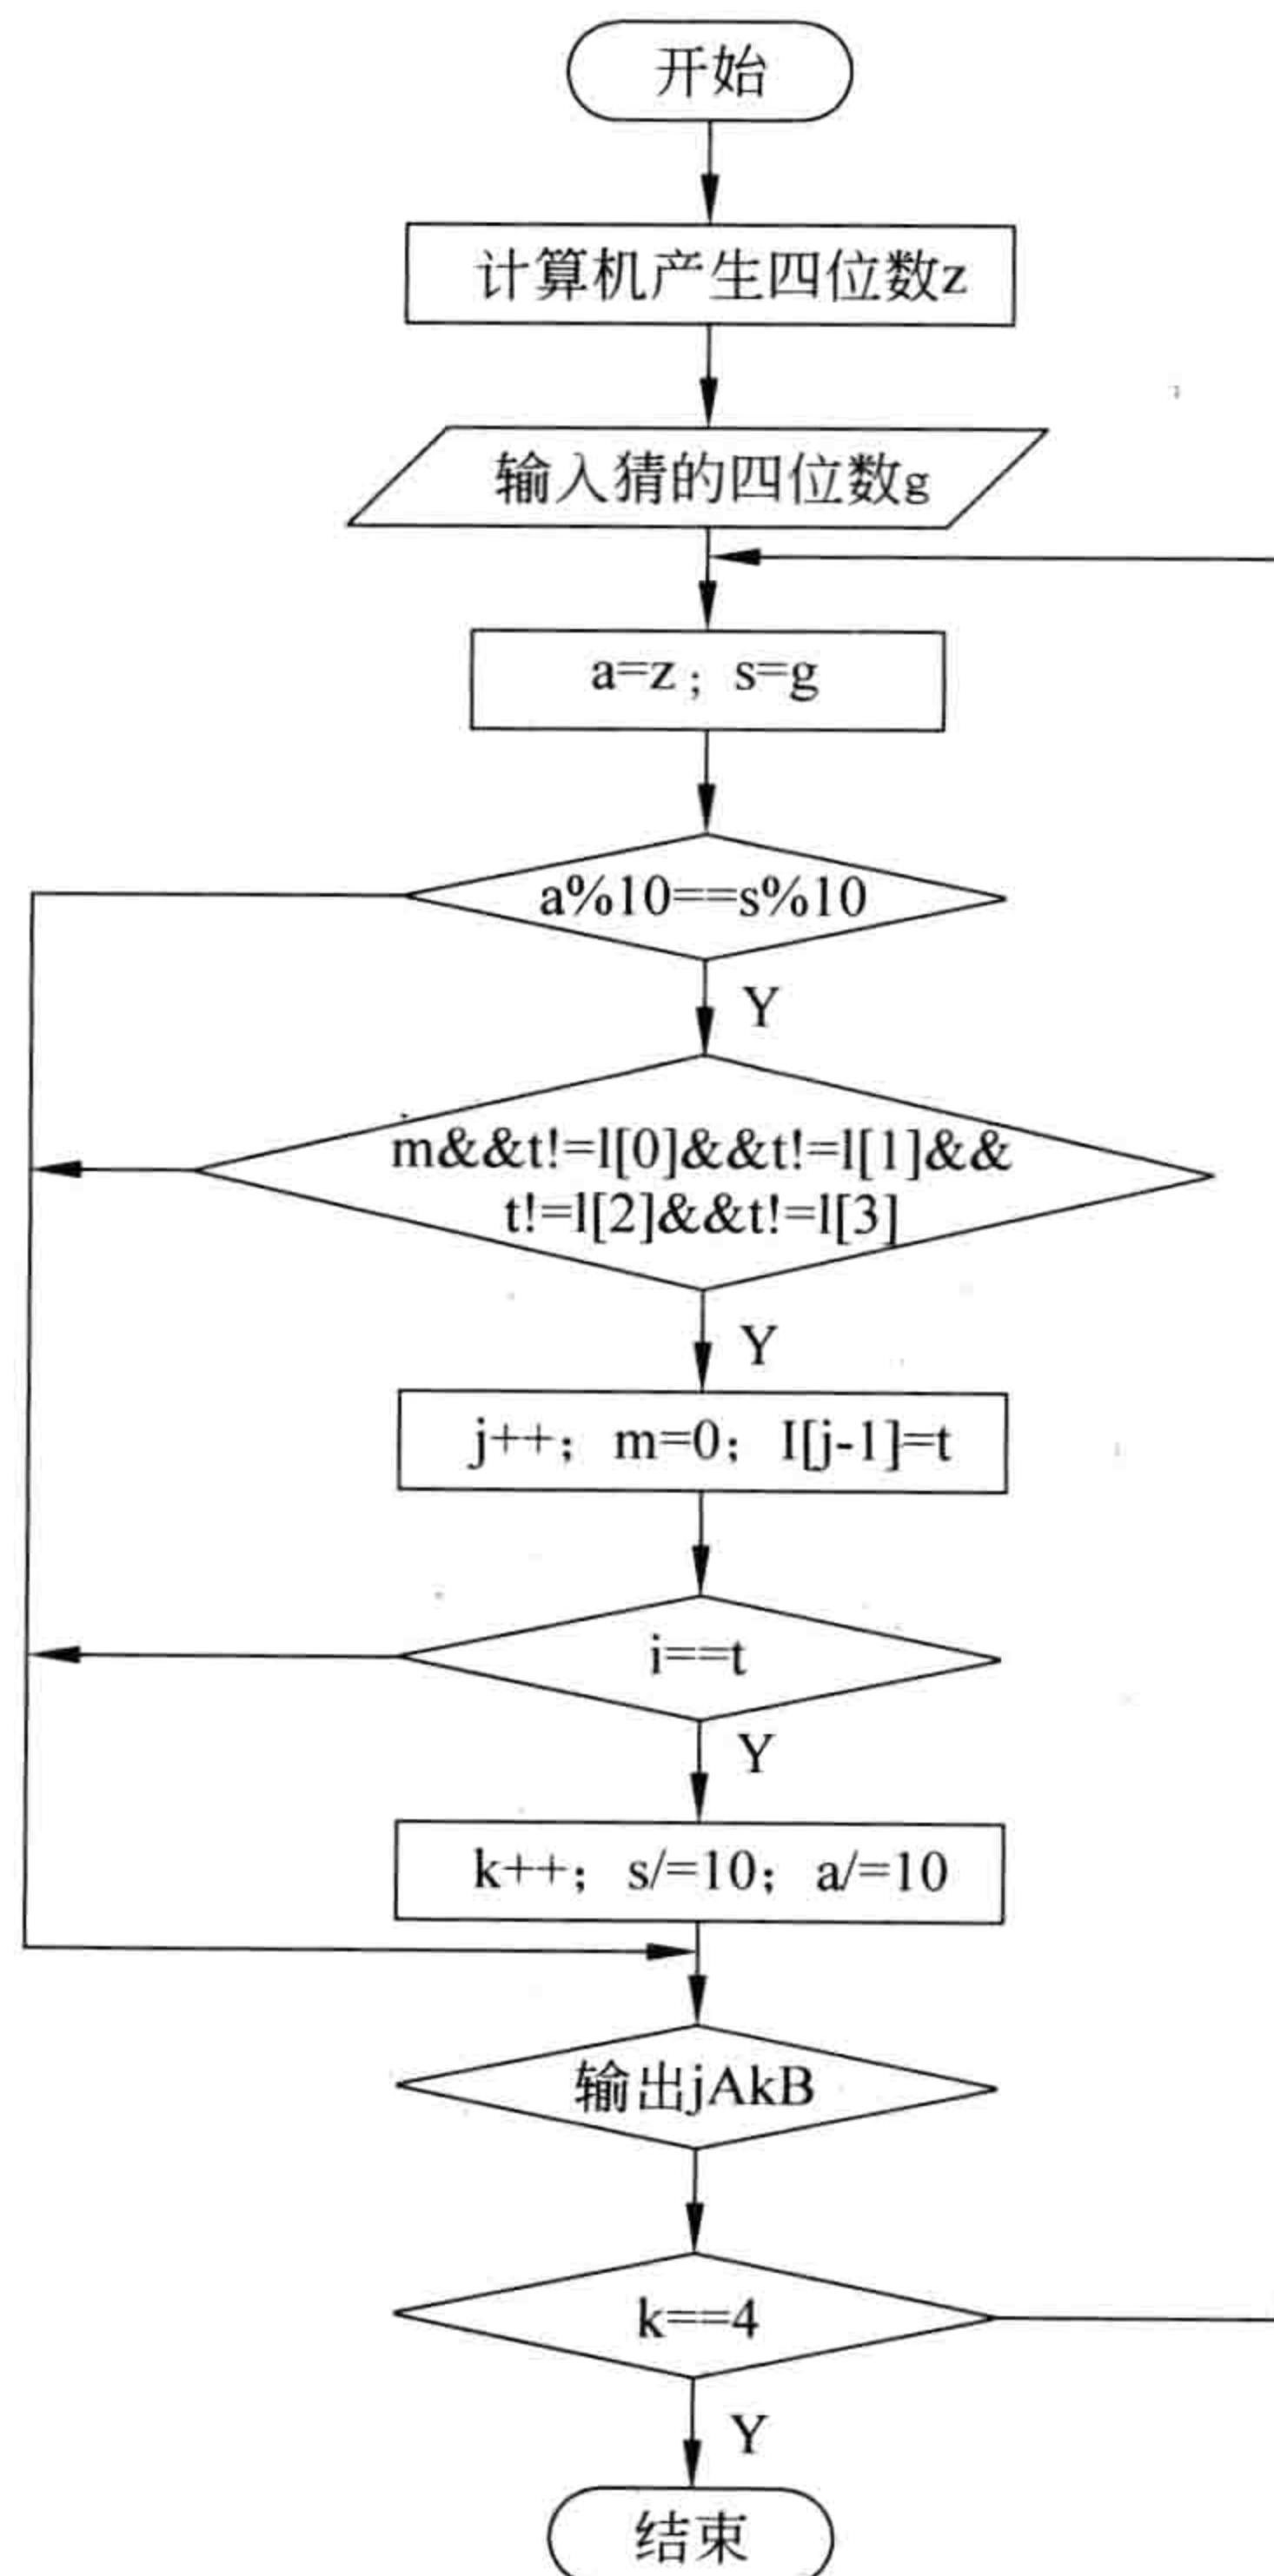 开始
计算机产生四位数z
输入猜的四位数g
a=z；s=g
a%10==s%10
Y
m&&t!=l[0]&&t!=l[1]&&
t!=l[2]&&t!=l[3]
Y
j++；m=0；I[j-1]=t
i==t
Y
k++；s/=10；a/=10
输出jAkB
k==4
Y
结束